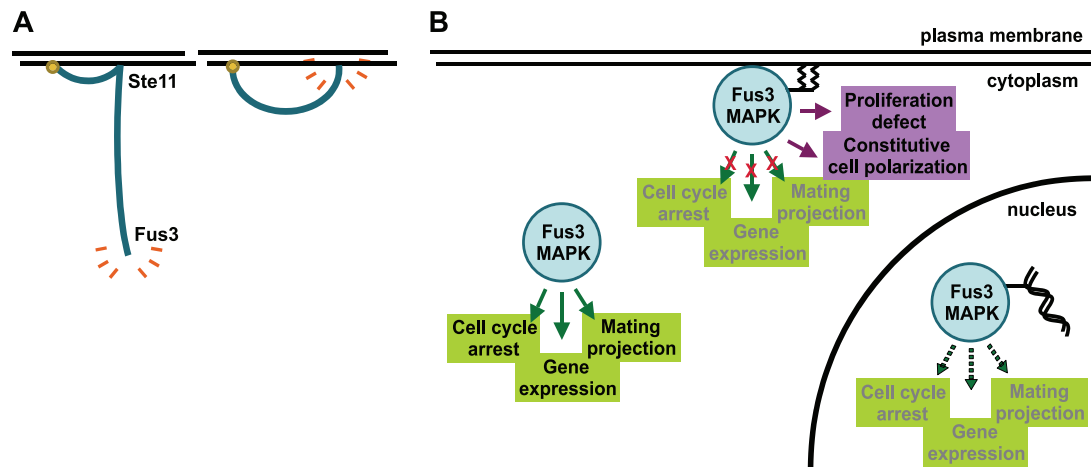 A
Ste11
Fus3
B
plasma membrane
cytoplasm
Fus3
MAPK
Proliferation
defect
Constitutive
cell polarization
X
X
X
Cell cycle
arrest
Mating
projection
Gene
expression
Fus3
MAPK
Cell cycle
arrest
Mating
projection
Gene
expression
nucleus
Fus3
MAPK
Cell cycle
arrest
Mating
projection
Gene
expression